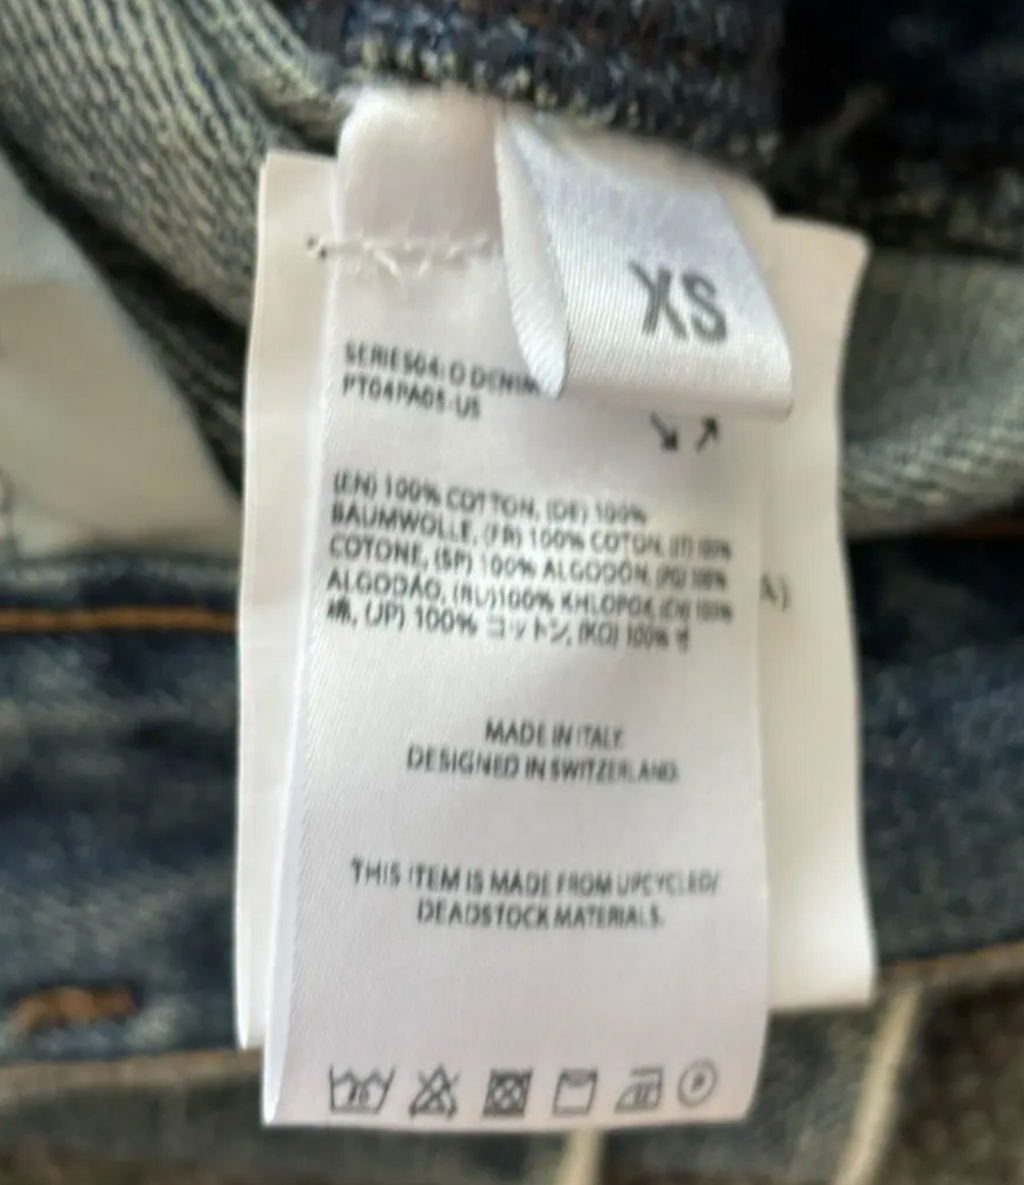 XS
SERIES04: O DENIM
PT04PA05-US
(EN) 100% COTTON, (DE) 100%
BAUMWOLLE, (FR) 100% COTON, (IT) 100%
COTONE, (SP) 100% ALGODÓN, (PG) 100%
ALGODÃO, (RU)100% KHLOPOK, (CN) 100%
綿, (JP) 100% コットン, (KO) 100%
A)
MADE IN ITALY.
DESIGNED IN SWITZERLAND.
THIS ITEM IS MADE FROM UPCYCLED/
DEADSTOCK MATERIALS.
P